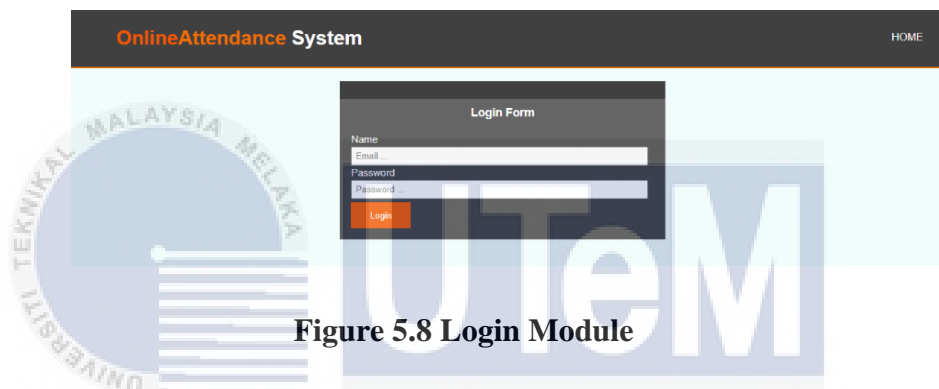 OnlineAttendance System
HOME
Login Form
Name
Email ...
Password
Password ...
Login
Figure 5.8 Login Module
UNIVERSITI TEKNIKAL MALAYSIA MELAKA
UTeM